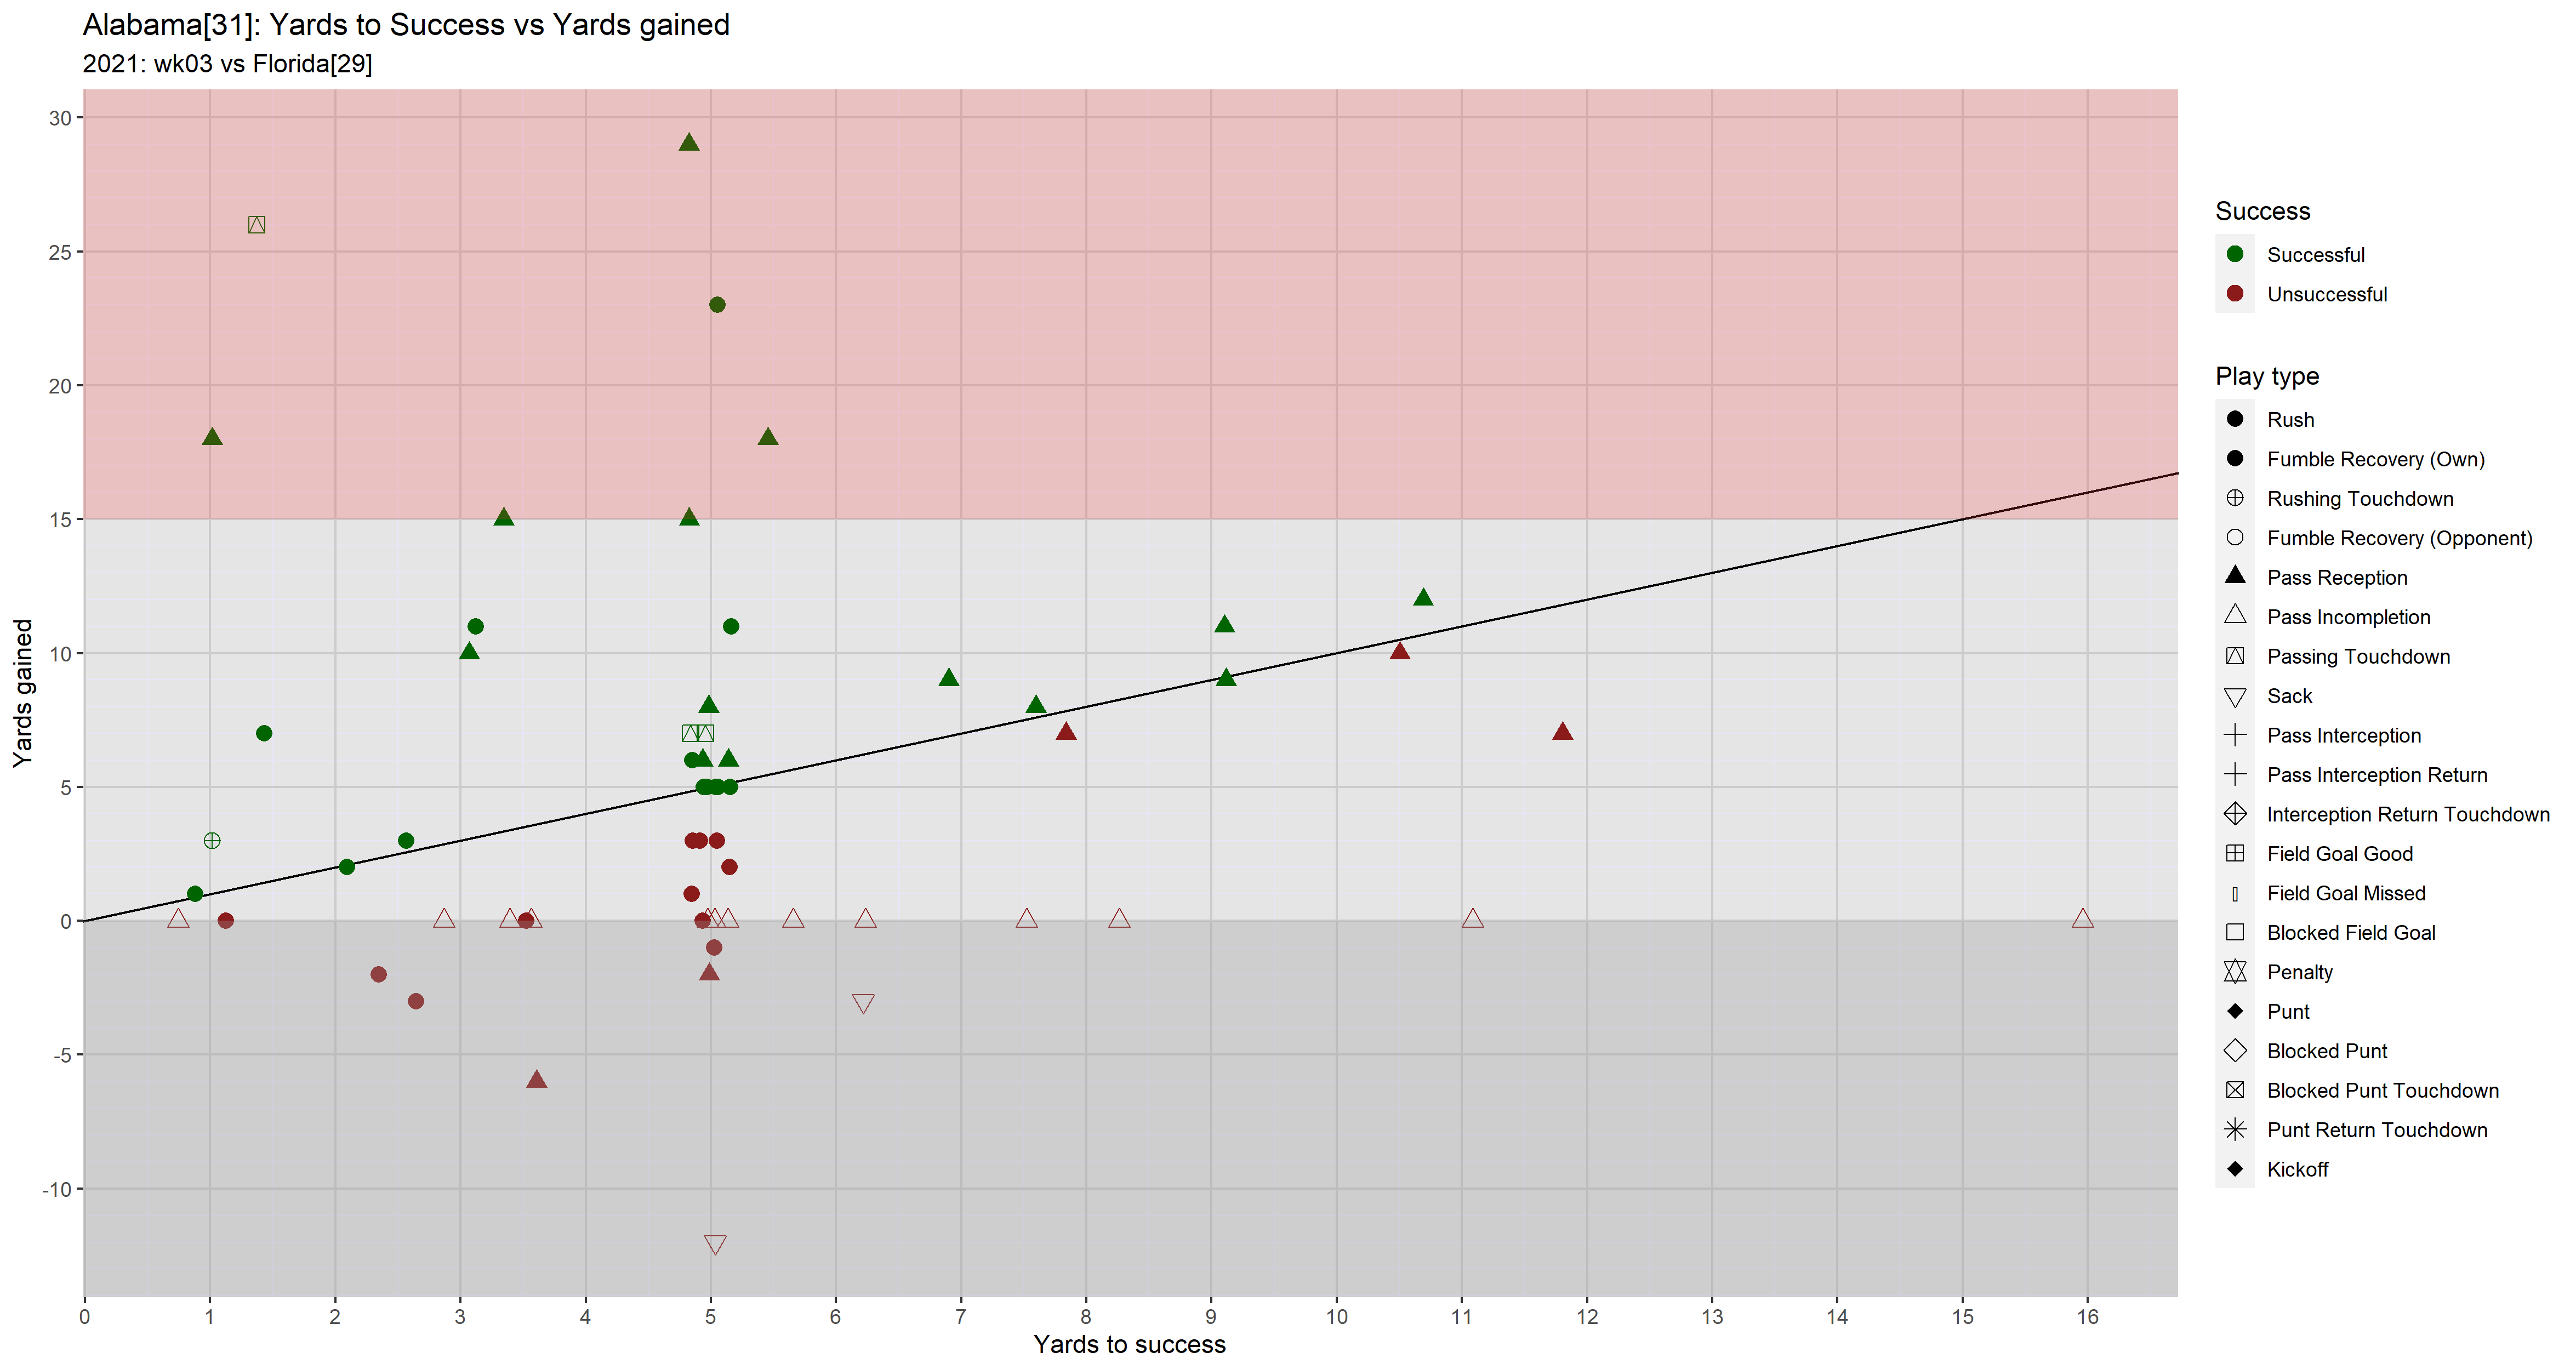 Alabama[31]: Yards to Success vs Yards gained
2021: wk03 vs Florida[29]
Yards gained
30
25
20
15
10
5
0
-5
-10
0 1 2 3 4 5 6 7 8 9 10 11 12 13 14 15 16
Yards to success
Success
Successful
Unsuccessful
Play type
Rush
Fumble Recovery (Own)
Rushing Touchdown
Fumble Recovery (Opponent)
Pass Reception
Pass Incompletion
Passing Touchdown
Sack
Pass Interception
Pass Interception Return
Interception Return Touchdown
Field Goal Good
Field Goal Missed
Blocked Field Goal
Penalty
Punt
Blocked Punt
Blocked Punt Touchdown
Punt Return Touchdown
Kickoff